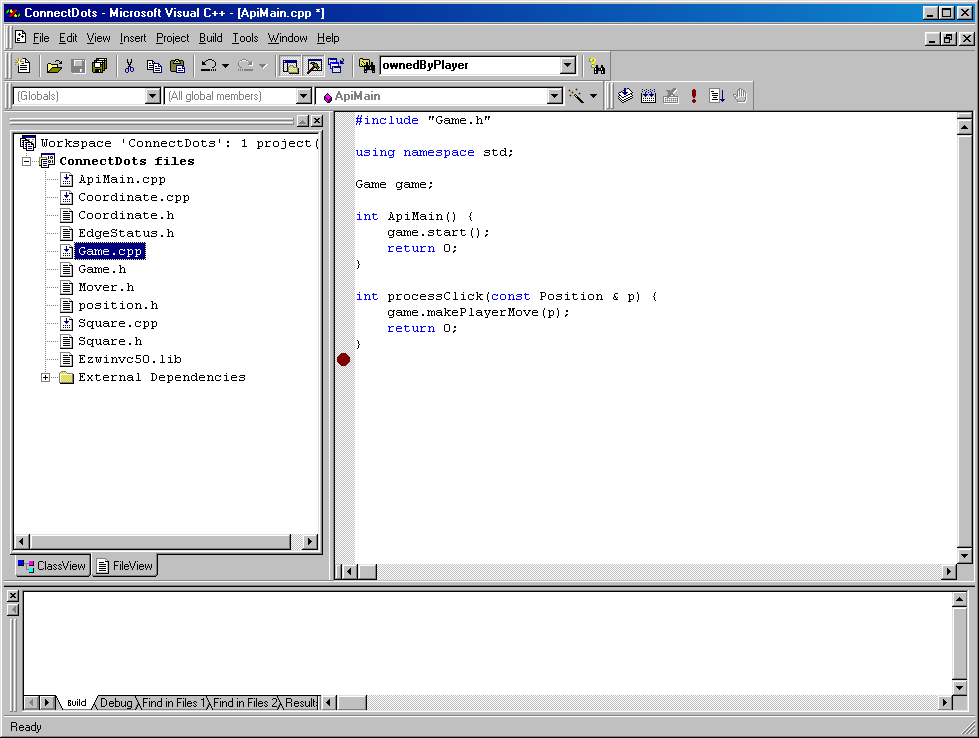 ConnectDots - Microsoft Visual C++ - [ApiMain.cpp *]
File Edit View Insert Project Build Tools Window Help
ownedByPlayer
(Globals) (All global members) ApiMain
Workspace 'ConnectDots': 1 project(
ConnectDots files
ApiMain.cpp
Coordinate.cpp
Coordinate.h
EdgeStatus.h
Game.cpp
Game.h
Mover.h
position.h
Square.cpp
Square.h
Ezwinvc50.lib
External Dependencies
ClassView FileView
#include "Game.h"
using namespace std;
Game game;
int ApiMain() {
game.start();
return 0;
}
int processClick(const Position & p) {
game.makePlayerMove(p);
return 0;
}
Build Debug Find in Files 1 Find in Files 2 Results
Ready